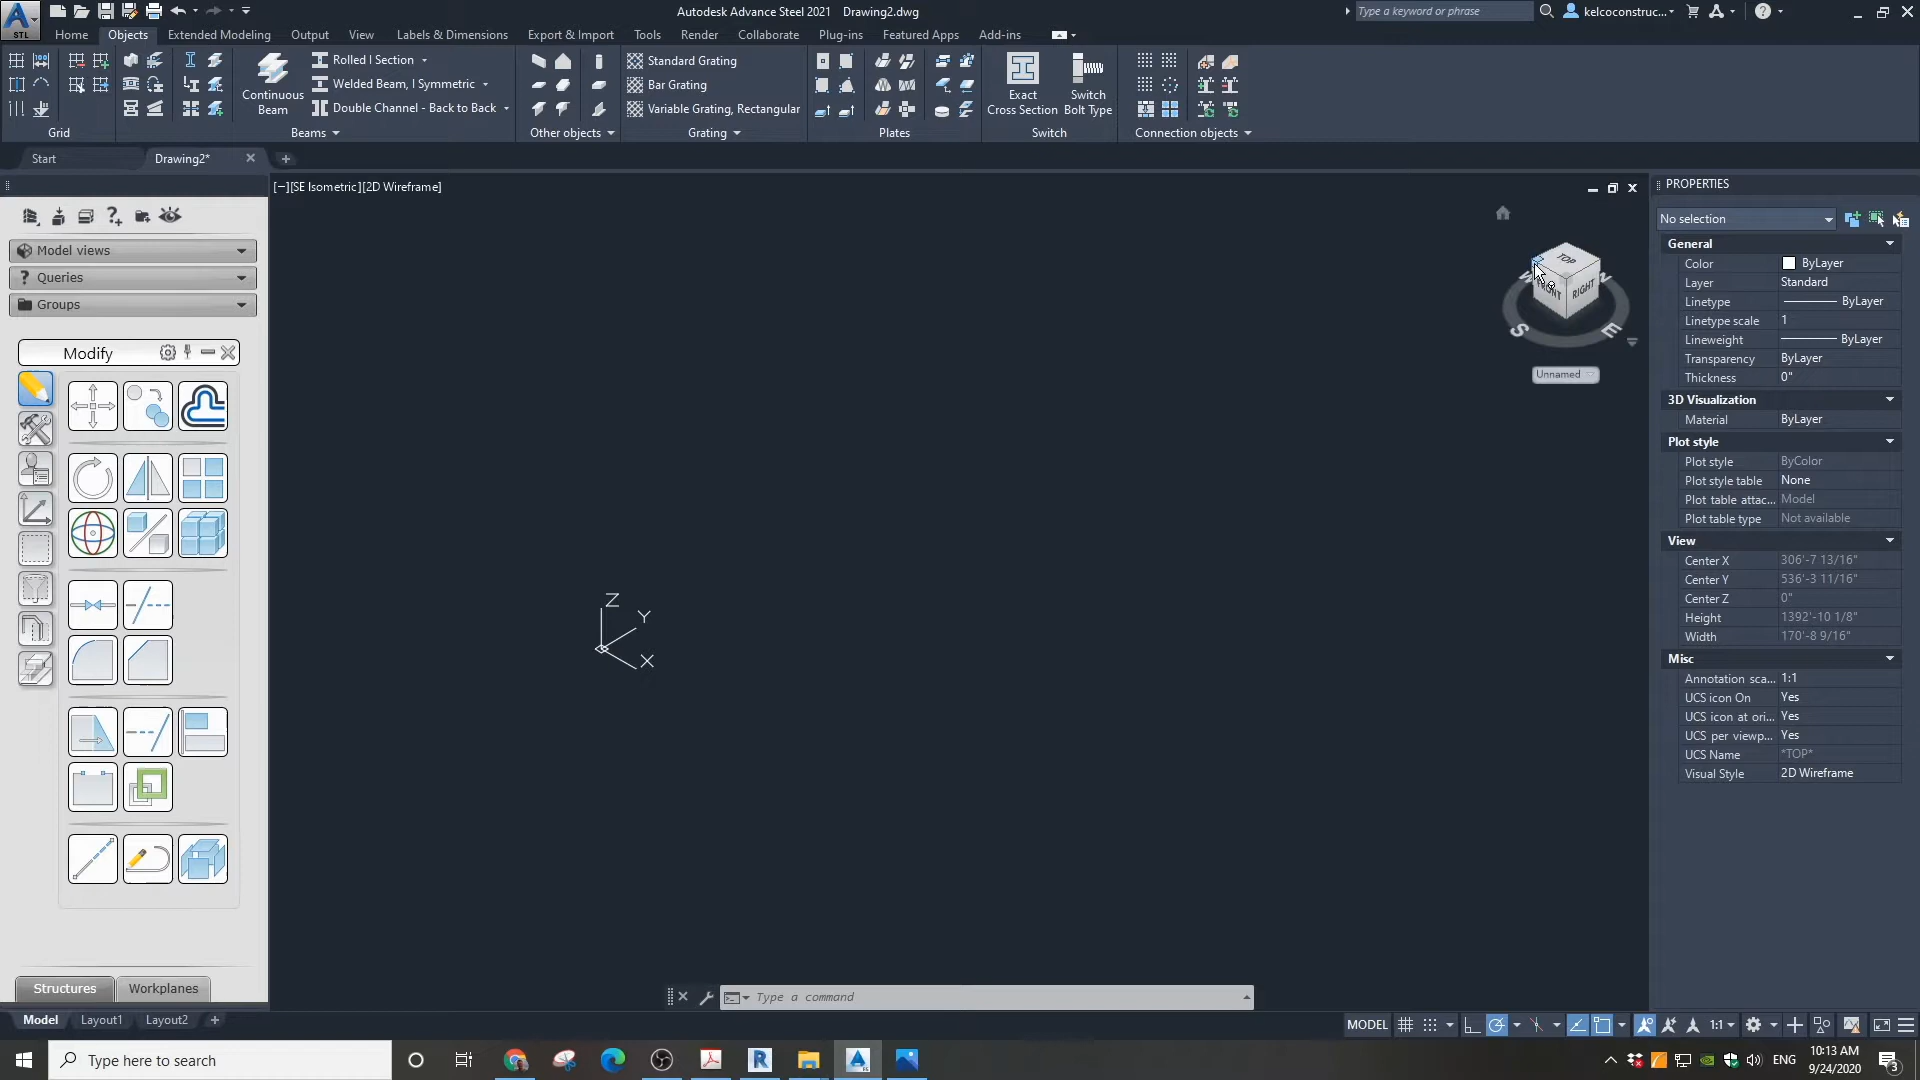 STL
Autodesk Advance Steel 2021    Drawing2.dwg
Type a keyword or phrase
kelcoconstruc...
Home
Objects
Extended Modeling
Output
View
Labels & Dimensions
Export & Import
Tools
Render
Manage
Collaborate
Plug-ins
Featured Apps
Add-ins
Continuous
Beam
Rolled I Section
Welded Beam, I Symmetric
Double Channel - Back to Back
Standard Grating
Bar Grating
Variable Grating, Rectangular
Exact
Cross Section
Switch
Bolt Type
Grid
Beams
Other objects
Grating
Plates
Switch
Connection objects
Start
Drawing2*
[−][SE Isometric][2D Wireframe]
Model views
Queries
Groups
Modify
Structures
Workplanes
Z
Y
X
TOP
FRONT
RIGHT
W
N
S
E
Unnamed
PROPERTIES
No selection
General
Color ByLayer
Layer Standard
Linetype ByLayer
Linetype scale 1
Lineweight ByLayer
Transparency ByLayer
Thickness 0"
3D Visualization
Material ByLayer
Plot style
Plot style ByColor
Plot style table None
Plot table attac... Model
Plot table type Not available
View
Center X 306'-7 13/16"
Center Y 536'-3 11/16"
Center Z 0"
Height 1392'-10 1/8"
Width 170'-8 9/16"
Misc
Annotation sca... 1:1
UCS icon On Yes
UCS icon at ori... Yes
UCS per viewp... Yes
UCS Name *TOP*
Visual Style 2D Wireframe
Type a command
Model
Layout1
Layout2
MODEL
1:1
Type here to search
ENG
10:13 AM
9/24/2020
3